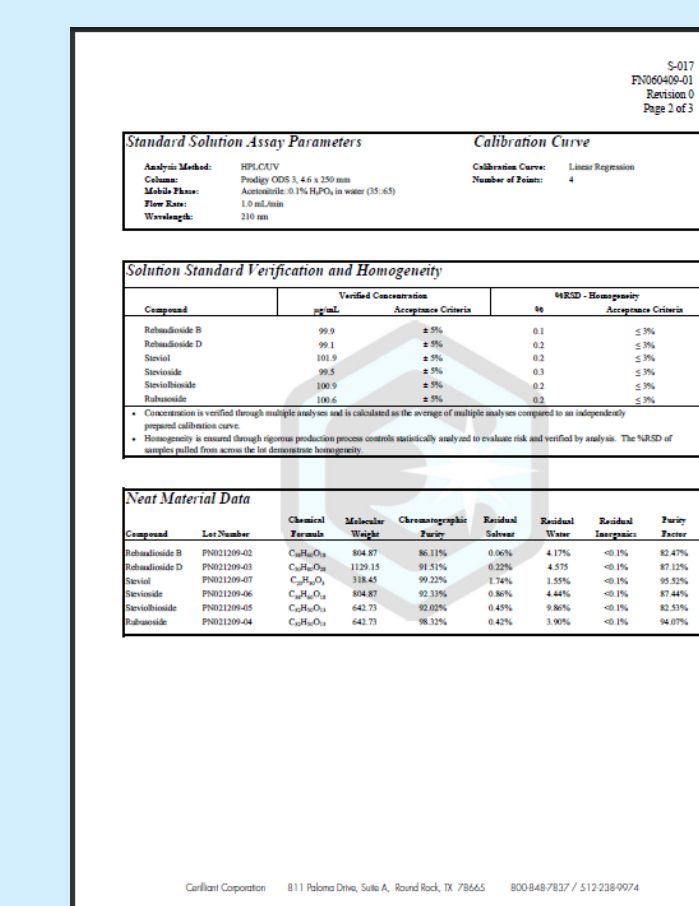 S-017
FN060409-01
Revision 0
Page 2 of 3
Standard Solution Assay Parameters Calibration Curve
Analysis Method: HPLC/UV Calibration Curve: Linear Regression
Column: Prodigy ODS 3, 4.6 x 250 mm Number of Points: 4
Mobile Phase: Acetonitrile::0.1% H₃PO₄ in water (35::65)
Flow Rate: 1.0 mL/min
Wavelength: 210 nm
Solution Standard Verification and Homogeneity
Verified Concentration %RSD - Homogeneity
Compound µg/mL Acceptance Criteria % Acceptance Criteria
Rebaudioside B 99.9 ± 5% 0.1 ≤ 3%
Rebaudioside D 99.1 ± 5% 0.2 ≤ 3%
Steviol 101.9 ± 5% 0.2 ≤ 3%
Stevioside 99.5 ± 5% 0.3 ≤ 3%
Steviolbioside 100.9 ± 5% 0.2 ≤ 3%
Rubusoside 100.6 ± 5% 0.2 ≤ 3%
• Concentration is verified through multiple analyses and is calculated as the average of multiple analyses compared to an independently
prepared calibration curve.
• Homogeneity is ensured through rigorous production process controls statistically analyzed to evaluate risk and verified by analysis. The %RSD of
samples pulled from across the lot demonstrate homogeneity.
Neat Material Data
Chemical Molecular Chromatographic Residual Residual Residual Purity
Compound Lot Number Formula Weight Purity Solvent Water Inorganics Factor
Rebaudioside B PN021209-02 C₃₈H₆₀O₁₈ 804.87 86.11% 0.06% 4.17% <0.1% 82.47%
Rebaudioside D PN021209-03 C₅₀H₈₀O₂₈ 1129.15 91.51% 0.22% 4.575 <0.1% 87.12%
Steviol PN021209-07 C₂₀H₃₀O₃ 318.45 99.22% 1.74% 1.55% <0.1% 95.52%
Stevioside PN021209-06 C₃₈H₆₀O₁₈ 804.87 92.33% 0.86% 4.44% <0.1% 87.44%
Steviolbioside PN021209-05 C₃₂H₅₀O₁₃ 642.73 92.02% 0.45% 9.86% <0.1% 82.53%
Rubusoside PN021209-04 C₃₂H₅₀O₁₃ 642.73 98.32% 0.42% 3.90% <0.1% 94.07%
Cerilliant Corporation 811 Paloma Drive, Suite A, Round Rock, TX 78665 800-848-7837 / 512-238-9974